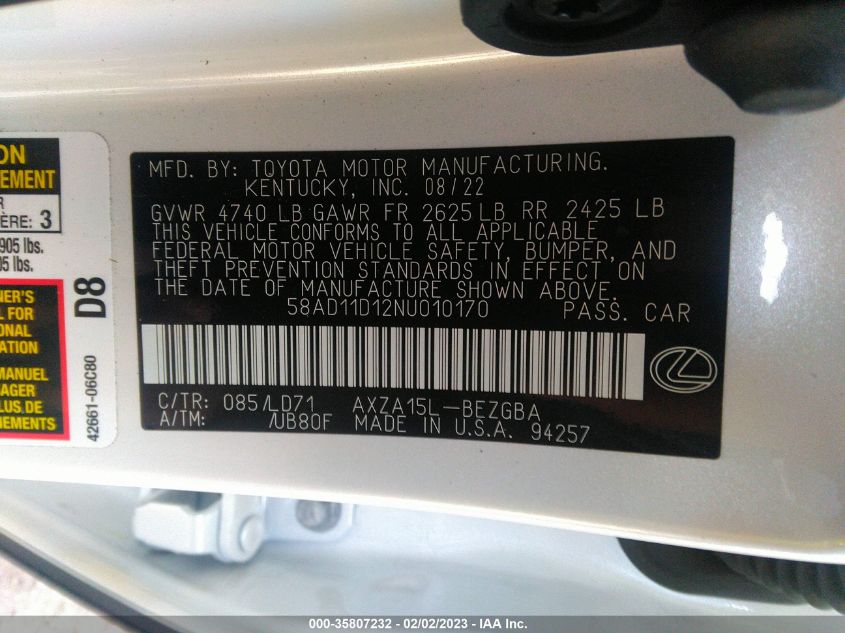 ON
EMENT
R
ÈRE: 3
905 lbs.
05 lbs.
NER'S
L FOR
ONAL
ATION
MANUEL
AGER
LUS DE
NEMENTS
D8
42661-06C80
MFD. BY: TOYOTA MOTOR MANUFACTURING.
KENTUCKY, INC. 08/22
GVWR 4740 LB GAWR FR 2625 LB RR 2425 LB
THIS VEHICLE CONFORMS TO ALL APPLICABLE
FEDERAL MOTOR VEHICLE SAFETY, BUMPER, AND
THEFT PREVENTION STANDARDS IN EFFECT ON
THE DATE OF MANUFACTURE SHOWN ABOVE.
58AD11D12NU010170 PASS. CAR
C/TR: 085/LD71 AXZA15L-BEZGBA
A/TM: /UB80F MADE IN U.S.A. 94257
000-35807232 - 02/02/2023 - © IAA, Inc.